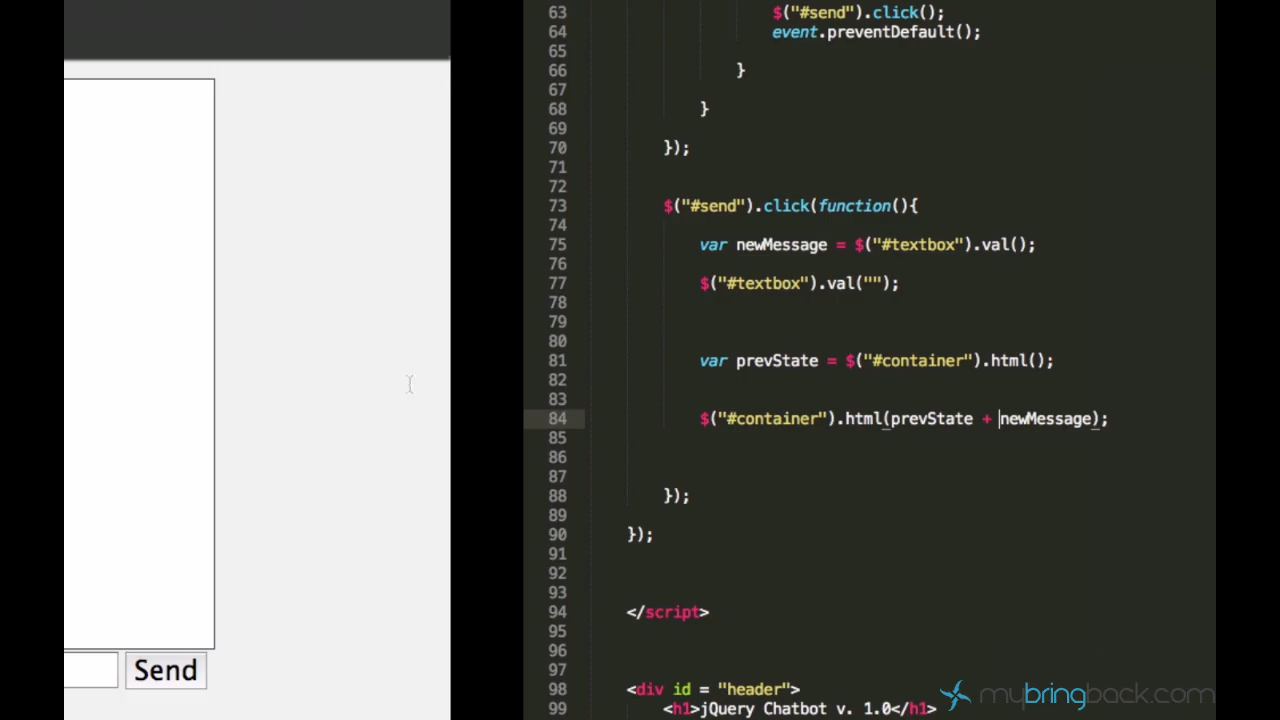 Send
63 $("#send").click();
64 event.preventDefault();
65
66 }
67
68 }
69
70 });
71
72
73 $("#send").click(function(){
74
75 var newMessage = $("#textbox").val();
76
77 $("#textbox").val("");
78
79
80
81 var prevState = $("#container").html();
82
83
84 $("#container").html(prevState + newMessage);
85
86
87
88 });
89
90 });
91
92
93
94 </script>
95
96
97
98 <div id = "header">
99 <h1>jQuery Chatbot v. 1.0</h1>
mybringback.com